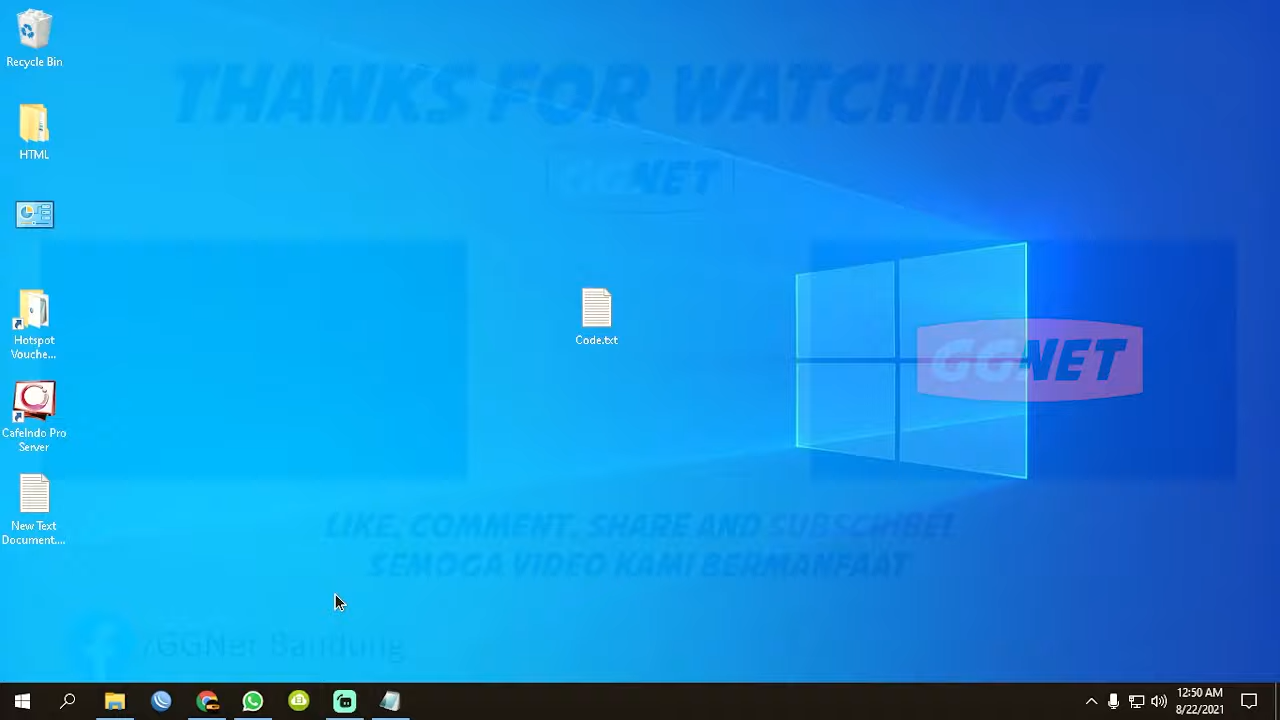 Recycle Bin
THANKS FOR WATCHING!
HTML
GGNET
Hotspot
Vouche...
Code.txt
GGNET
CafeIndo Pro
Server
New Text
Document....
LIKE, COMMENT, SHARE AND SUBSCRIBE!
SEMOGA VIDEO KAMI BERMANFAAT
/GGNer Bandung
12:50 AM
8/22/2021